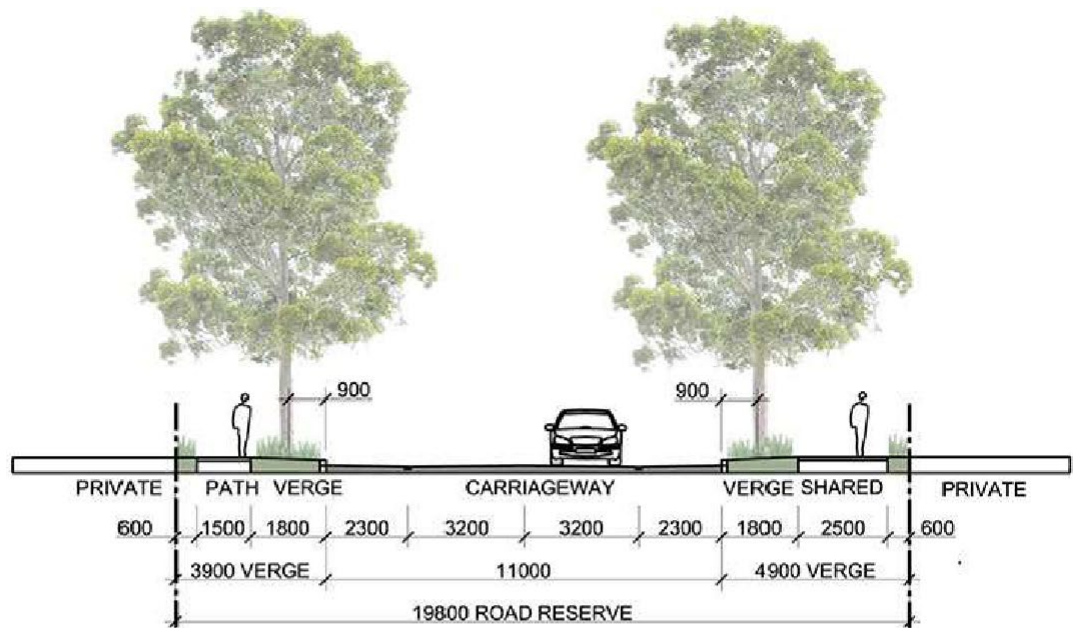 900 900
PRIVATE PATH VERGE CARRIAGEWAY VERGE SHARED PRIVATE
600 1500 1800 2300 3200 3200 2300 1800 2500 600
3900 VERGE 11000 4900 VERGE
19800 ROAD RESERVE